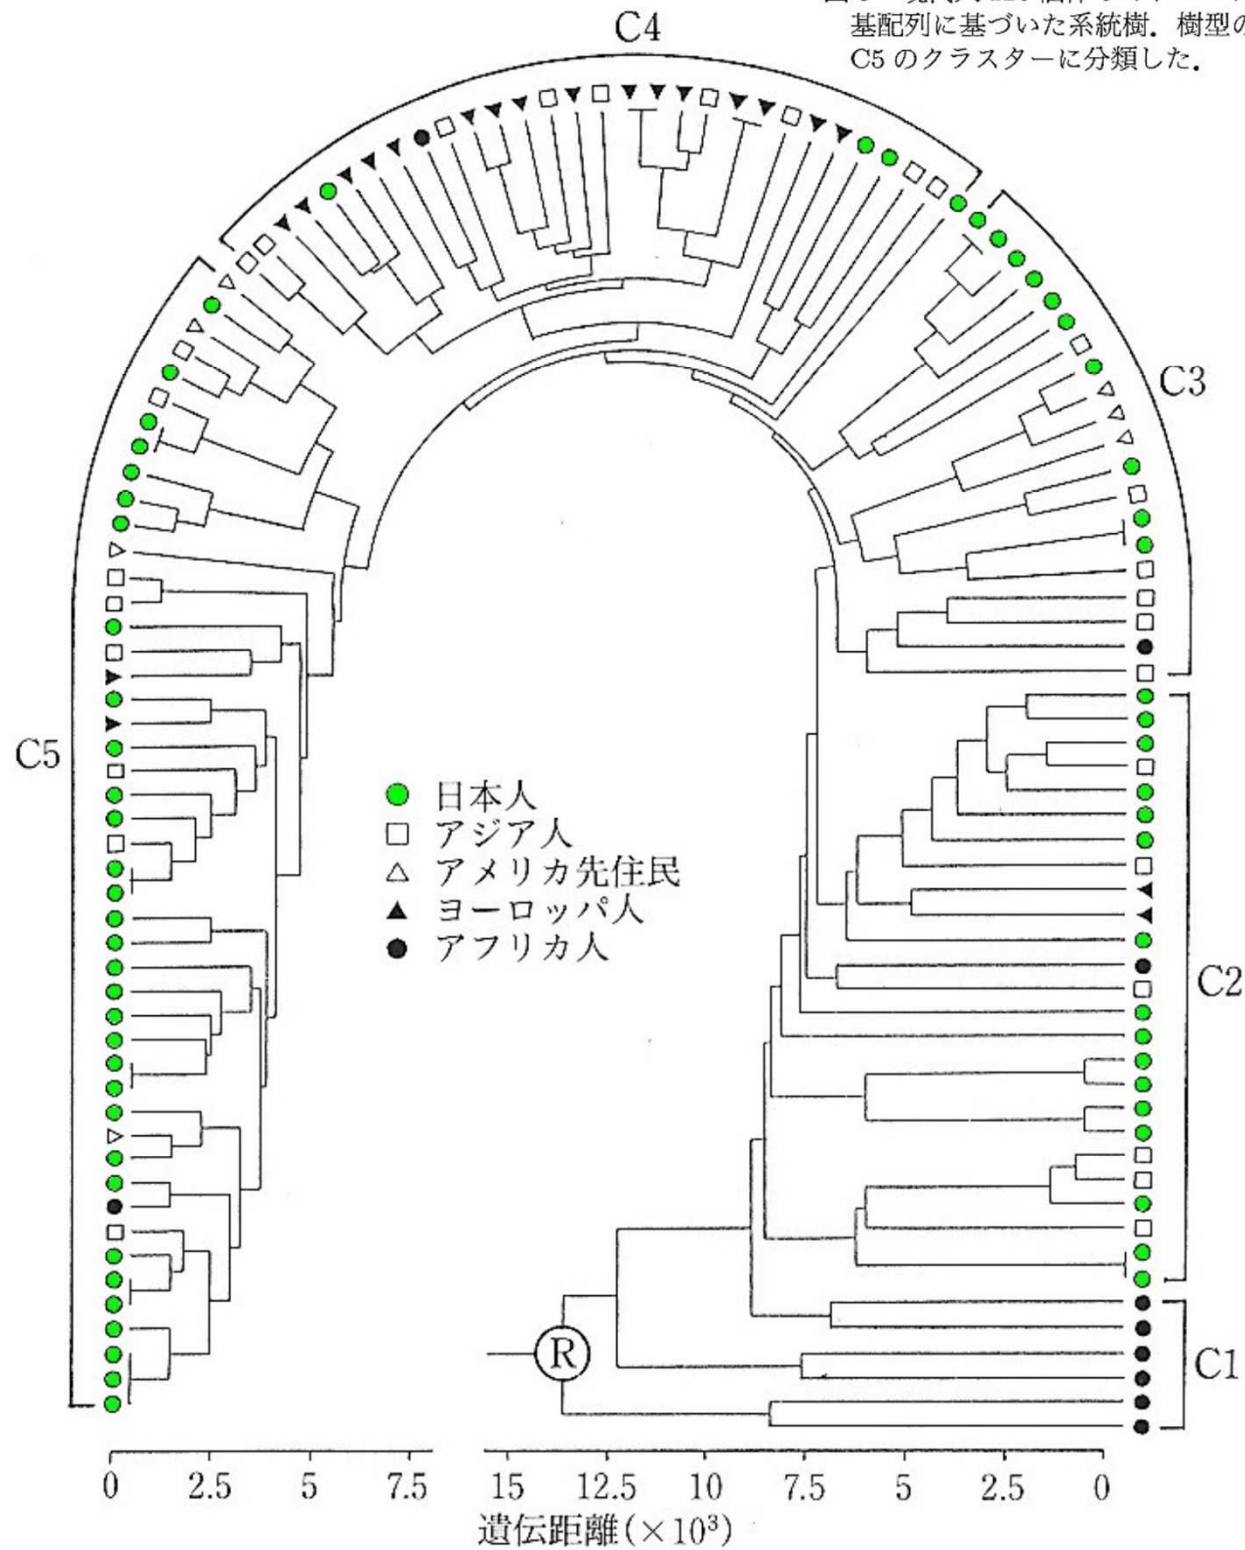 基配列に基づいた系統樹. 樹型の
C5 のクラスターに分類した.
C4
C3
C5
C2
C1
日本人
アジア人
アメリカ先住民
ヨーロッパ人
アフリカ人
R
0 2.5 5 7.5 15 12.5 10 7.5 5 2.5 0
遺伝距離(×10³)